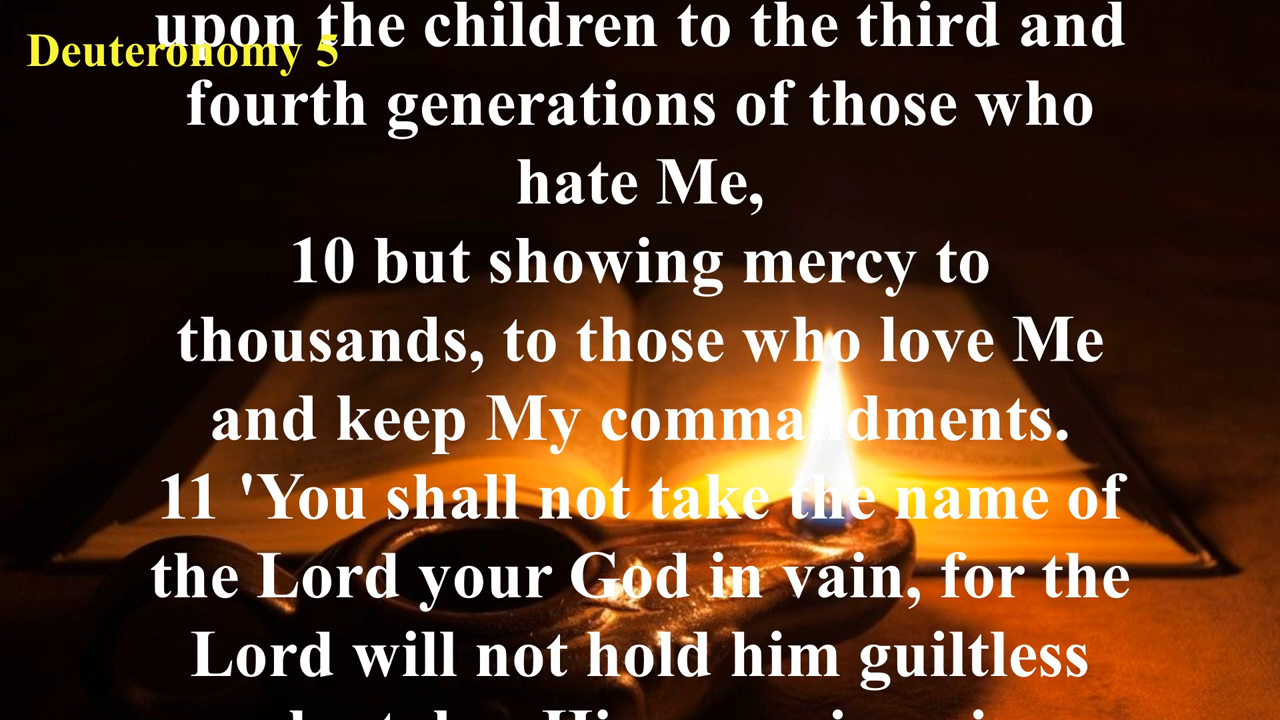 Deuteronomy 5
upon the children to the third and
fourth generations of those who
hate Me,
10 but showing mercy to
thousands, to those who love Me
and keep My commandments.
11 'You shall not take the name of
the Lord your God in vain, for the
Lord will not hold him guiltless